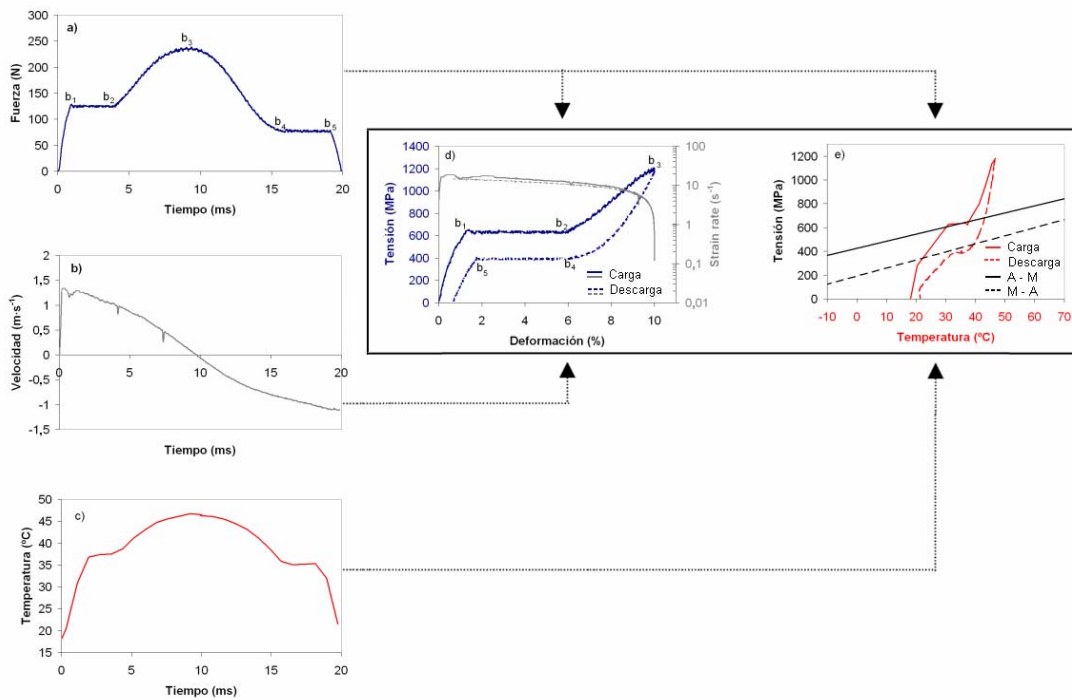 a)
Fuerza (N)
300
250
200
150
100
50
0
b1
b2
b3
b4
b5
0 5 10 15 20
Tiempo (ms)
b)
Velocidad (m·s-1)
2
1,5
1
0,5
0
-0,5
-1
-1,5
0 5 10 15 20
Tiempo (ms)
c)
Temperatura (ºC)
50
45
40
35
30
25
20
15
0 5 10 15 20
Tiempo (ms)
d)
Tensión (MPa)
1400
1200
1000
800
600
400
200
0
b1
b2
b3
b4
b5
Carga
Descarga
0 2 4 6 8 10
Deformación (%)
100
10
1
0,1
0,01
Strain rate (s-1)
e)
Tensión (MPa)
1200
1000
800
600
400
200
0
Carga
Descarga
A - M
M - A
-10 0 10 20 30 40 50 60 70
Temperatura (ºC)